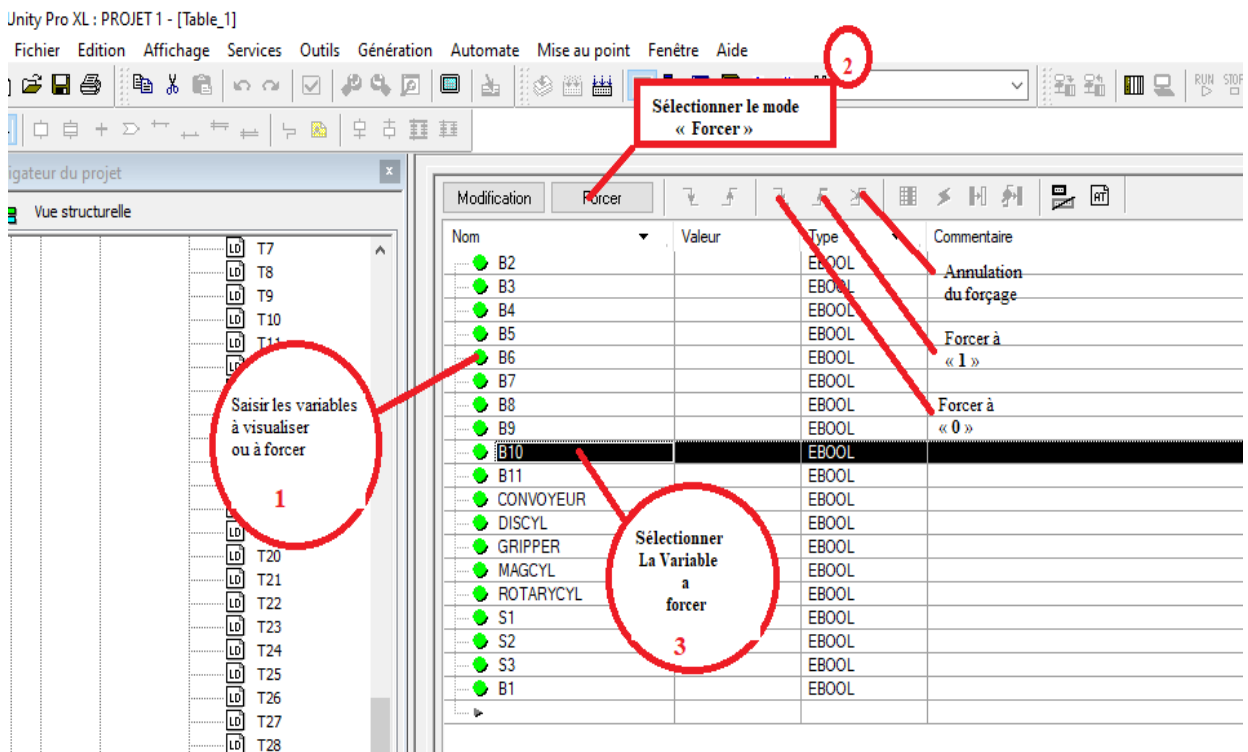 Unity Pro XL : PROJET 1 - [Table_1]
Fichier Edition Affichage Services Outils Génération Automate Mise au point Fenêtre Aide
2
RUN STOP
Sélectionner le mode
« Forcer »
igateur du projet
Vue structurelle
Modification Forcer
Nom Valeur Type Commentaire
T7
T8
T9
T10
T11
T20
T21
T22
T23
T24
T25
T26
T27
T28
Saisir les variables
à visualiser
ou à forcer
1
B2 EBOOL
B3 EBOOL
B4 EBOOL
B5 EBOOL
B6 EBOOL
B7 EBOOL
B8 EBOOL
B9 EBOOL
B10 EBOOL
B11 EBOOL
CONVOYEUR EBOOL
DISCYL EBOOL
GRIPPER EBOOL
MAGCYL EBOOL
ROTARYCYL EBOOL
S1 EBOOL
S2 EBOOL
S3 EBOOL
B1 EBOOL
Annulation
du forçage
Forcer à
« 1 »
Forcer à
« 0 »
Sélectionner
La Variable
a
forcer
3